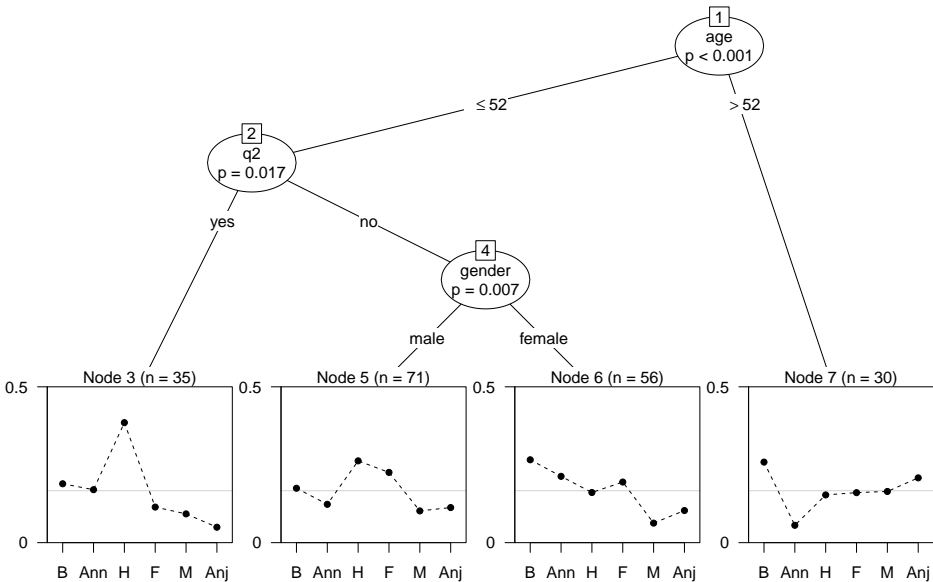 1
age
p < 0.001
≤ 52
> 52
2
q2
p = 0.017
yes
no
4
gender
p = 0.007
male
female
Node 3 (n = 35)
Node 5 (n = 71)
Node 6 (n = 56)
Node 7 (n = 30)
0.5
0.5
0.5
0.5
0
0
0
0
B Ann H F M Anj
B Ann H F M Anj
B Ann H F M Anj
B Ann H F M Anj